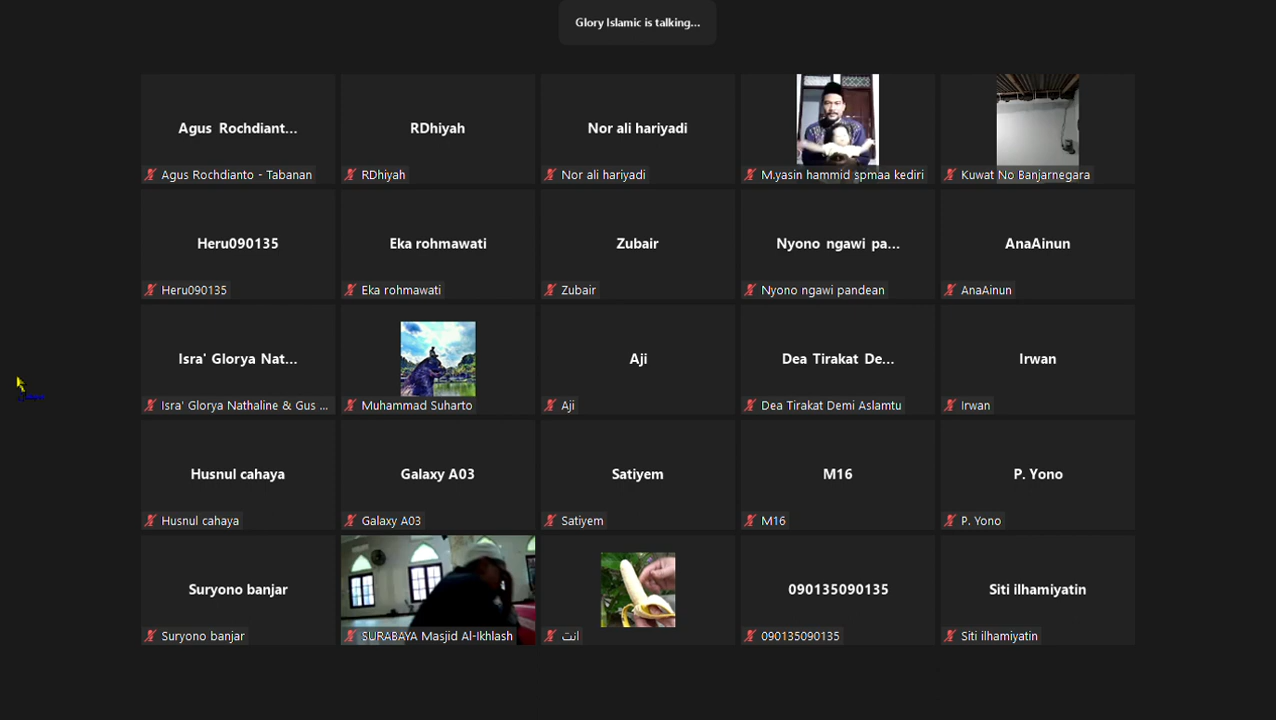 Glory Islamic is talking...
Agus Rochdiant...
RDhiyah
Nor ali hariyadi
Agus Rochdianto - Tabanan
RDhiyah
Nor ali hariyadi
M.yasin hammid spmaa kediri
Kuwat No Banjarnegara
Heru090135
Eka rohmawati
Zubair
Nyono ngawi pa...
AnaAinun
Heru090135
Eka rohmawati
Zubair
Nyono ngawi pandean
AnaAinun
Isra' Glorya Nat...
Aji
Dea Tirakat De...
Irwan
Isra' Glorya Nathaline & Gus ...
Muhammad Suharto
Aji
Dea Tirakat Demi Aslamtu
Irwan
Husnul cahaya
Galaxy A03
Satiyem
M16
P. Yono
Husnul cahaya
Galaxy A03
Satiyem
M16
P. Yono
Suryono banjar
090135090135
Siti ilhamiyatin
Suryono banjar
SURABAYA Masjid Al-Ikhlash
انت
090135090135
Siti ilhamiyatin